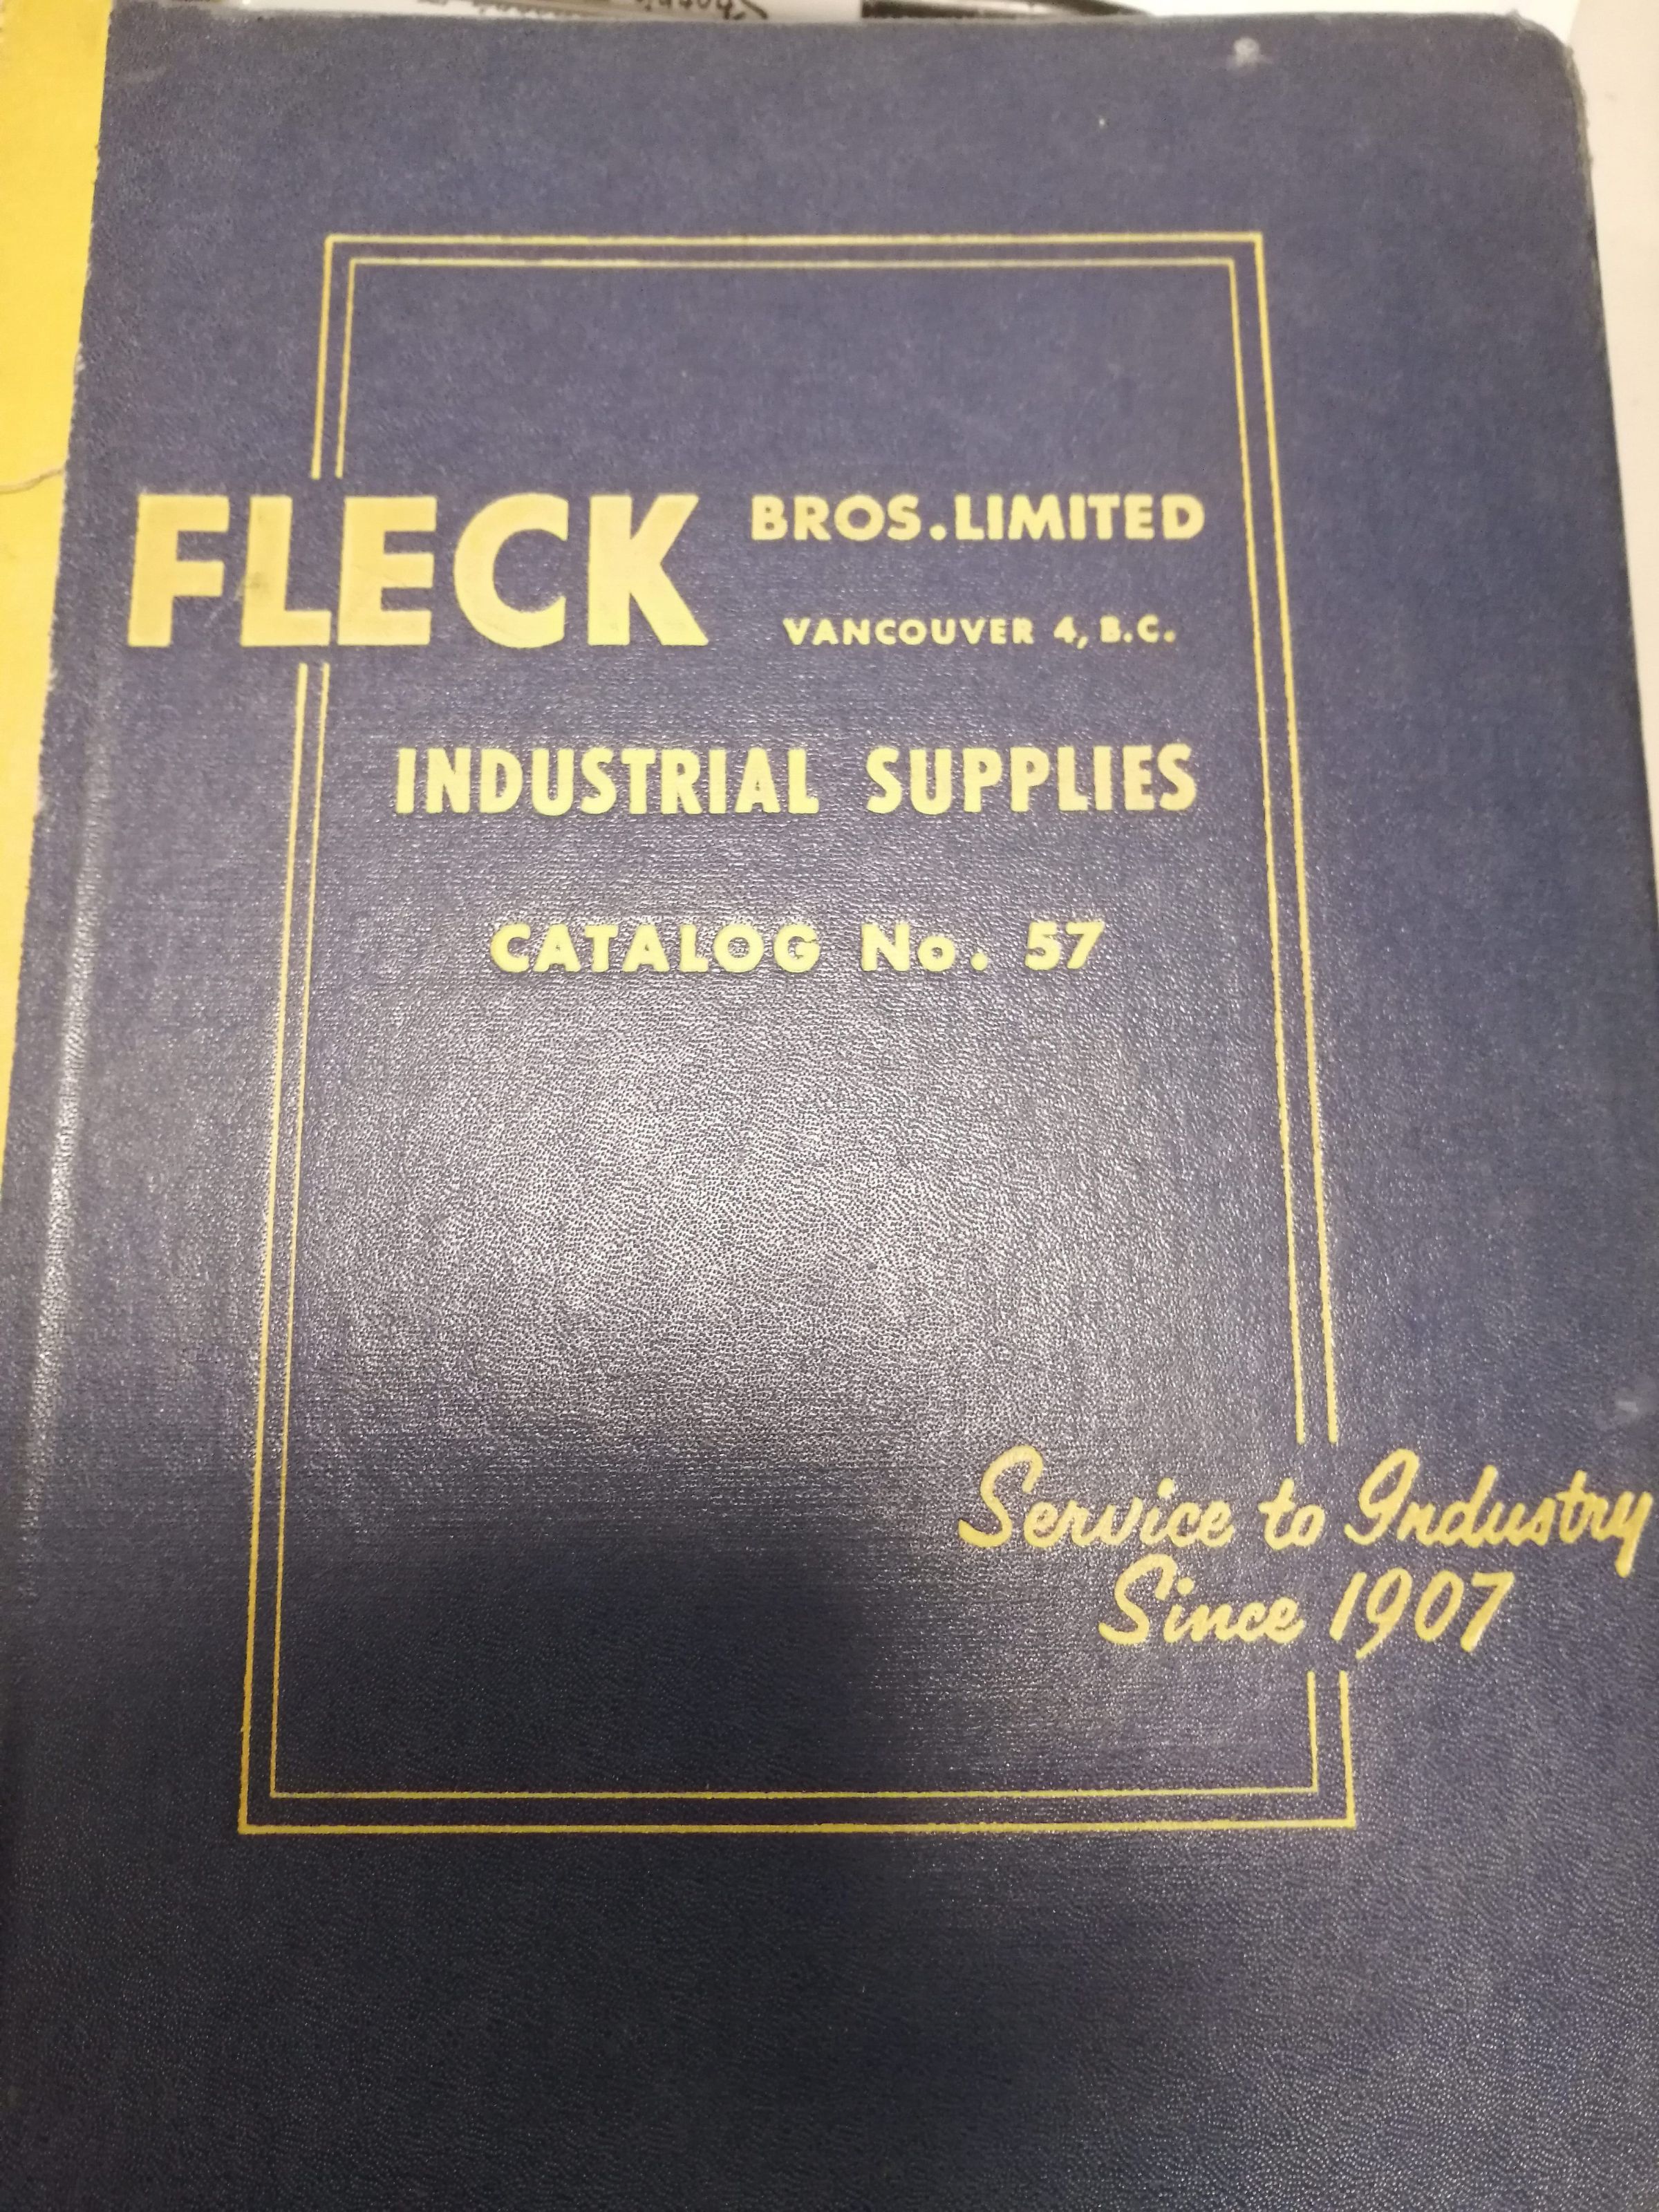 FLECK BROS. LIMITED
VANCOUVER 4, B.C.
INDUSTRIAL SUPPLIES
CATALOG No. 57
Service to Industry
Since 1907